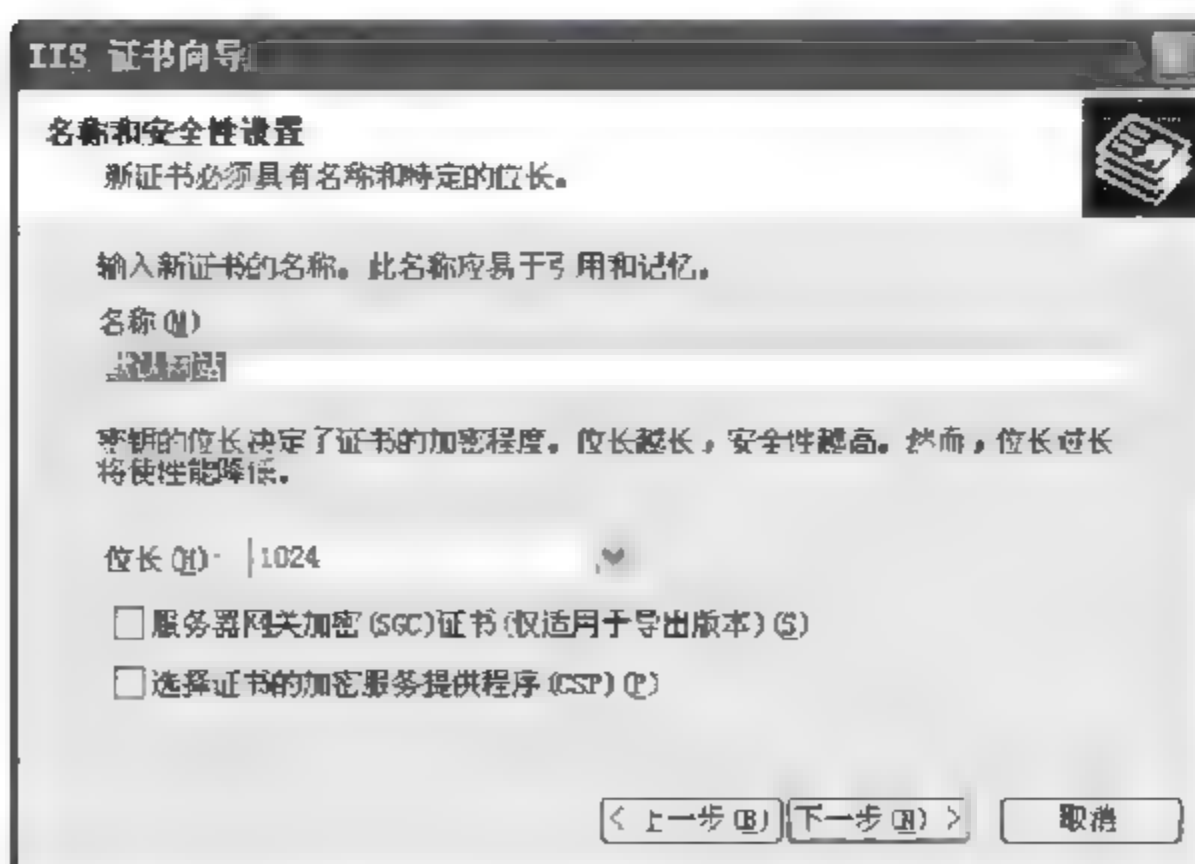 IIS 证书向导
名称和安全性设置
新证书必须具有名称和特定的位长。
输入新证书的名称。此名称应易于引用和记忆。
名称(M)
默认网站
密钥的位长决定了证书的加密程度。位长越长，安全性越高。然而，位长过长
将使性能降低。
位长(H): 1024
服务器网关加密(SGC)证书(仅适用于导出版本)(S)
选择证书的加密服务提供程序(CSP)(P)
< 上一步(B) 下一步(N) > 取消